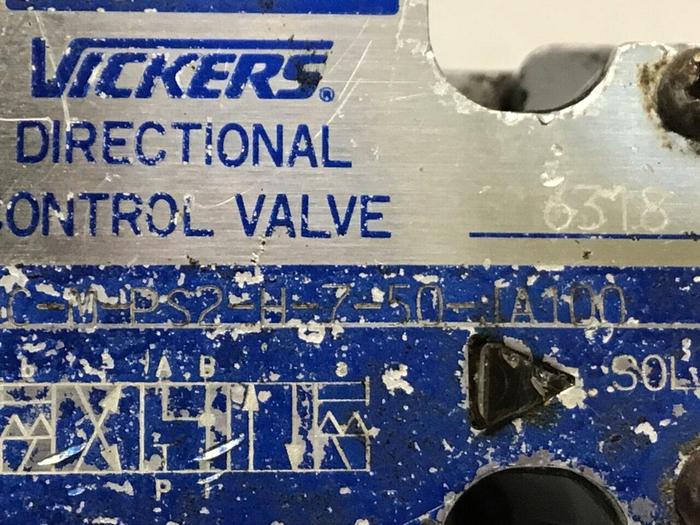 VICKERS®
DIRECTIONAL
CONTROL VALVE
6318
C-M-PS2-H-7-50-JA100
b A B a
SOL
P T